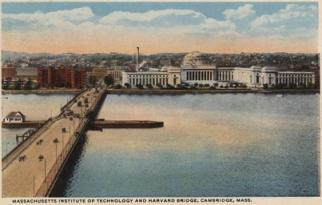 MASSACHUSETTS INSTITUTE OF TECHNOLOGY AND HARVARD BRIDGE, CAMBRIDGE, MASS.